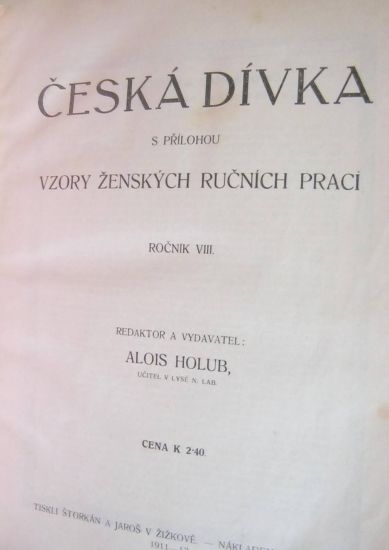 ČESKÁ DÍVKA
S PŘÍLOHOU
VZORY ŽENSKÝCH RUČNÍCH PRACÍ
ROČNÍK VIII.
REDAKTOR A VYDAVATEL:
ALOIS HOLUB,
UČITEL V LYSÉ N. LAB.
CENA K 2·40.
TISKLI ŠTORKÁN A JAROŠ V ŽIŽKOVĚ. — NÁKLADEM
1911